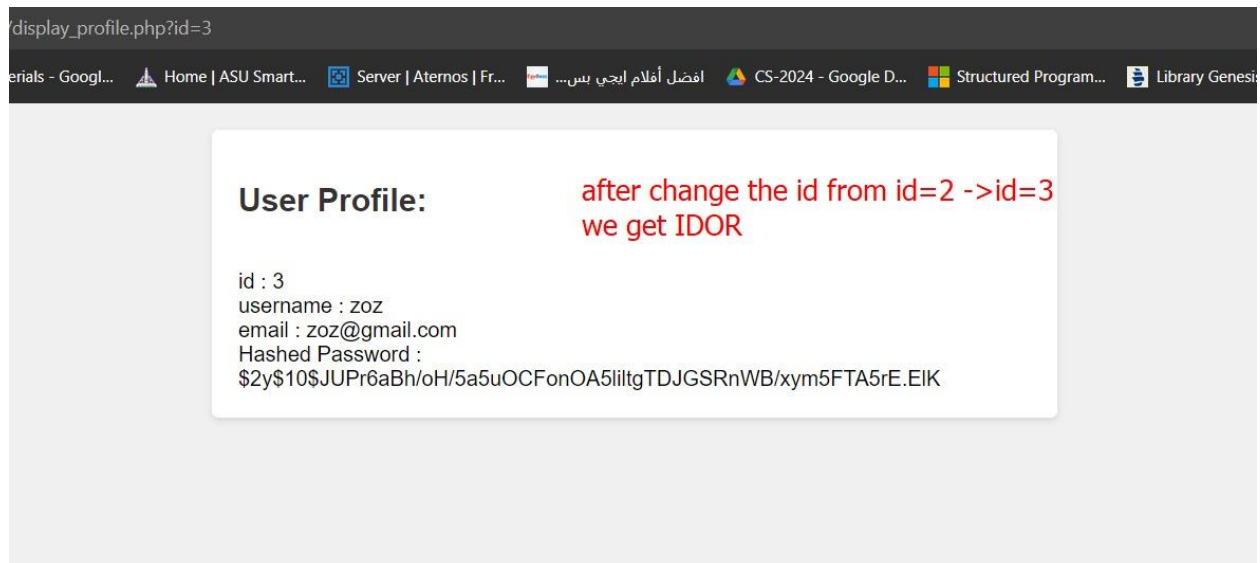 /display_profile.php?id=3
erials - Googl... Home | ASU Smart... Server | Aternos | Fr... افضل أفلام ايجي بس... CS-2024 - Google D... Structured Program... Library Genesis
User Profile:
after change the id from id=2 ->id=3
we get IDOR
id : 3
username : zoz
email : zoz@gmail.com
Hashed Password :
$2y$10$JUPr6aBh/oH/5a5uOCFonOA5liltgTDJGSRnWB/xym5FTA5rE.ElK